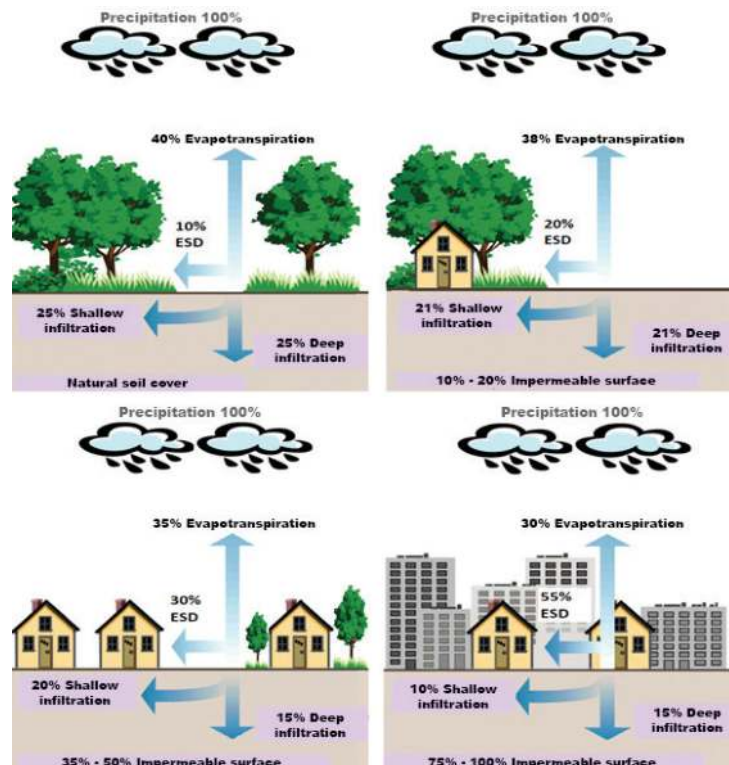 Precipitation 100%
40% Evapotranspiration
10%
ESD
25% Shallow
infiltration
25% Deep
infiltration
Natural soil cover
Precipitation 100%
38% Evapotranspiration
20%
ESD
21% Shallow
infiltration
21% Deep
infiltration
10% - 20% Impermeable surface
Precipitation 100%
35% Evapotranspiration
30%
ESD
20% Shallow
infiltration
15% Deep
infiltration
35% - 50% Impermeable surface
Precipitation 100%
30% Evapotranspiration
55%
ESD
10% Shallow
infiltration
15% Deep
infiltration
75% - 100% Impermeable surface